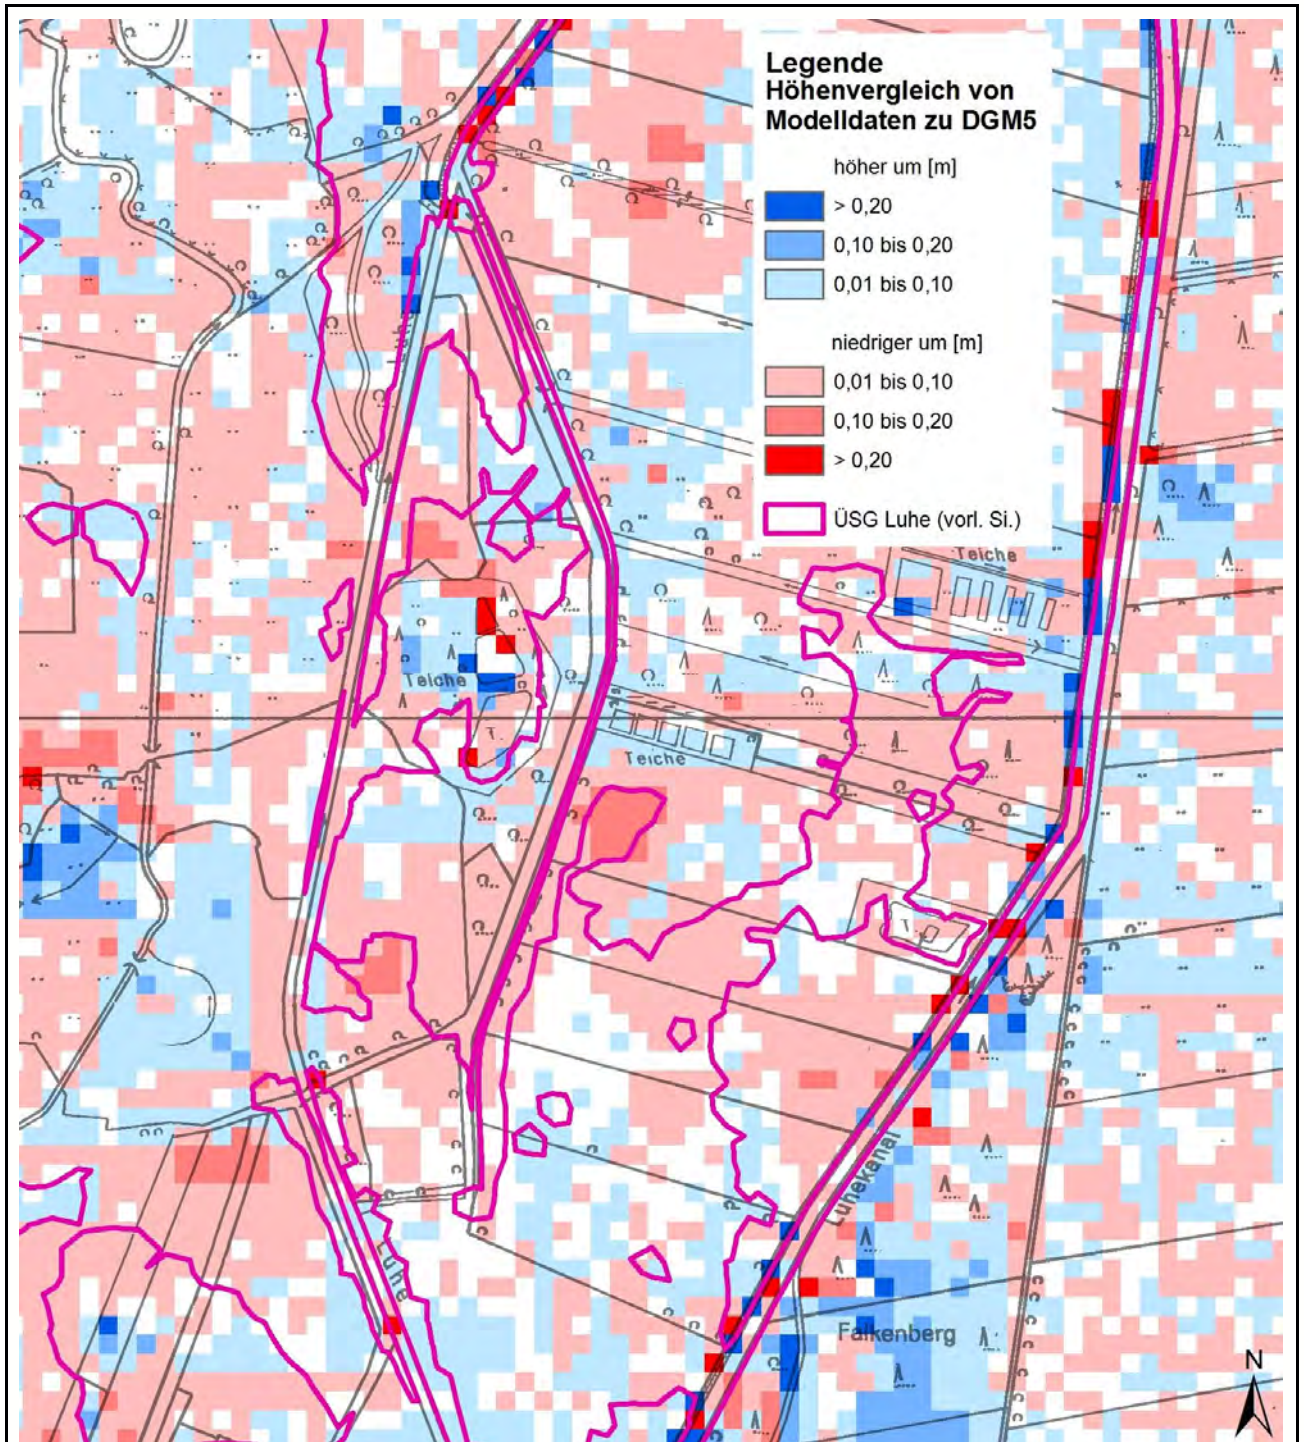 Legende
Höhenvergleich von
Modelldaten zu DGM5
höher um [m]
> 0,20
0,10 bis 0,20
0,01 bis 0,10
niedriger um [m]
0,01 bis 0,10
0,10 bis 0,20
> 0,20
ÜSG Luhe (vorl. Si.)
Luhe
Teiche
Teiche
Teiche
T.
T.
Luhekanal
Luhe
Falkenberg
N